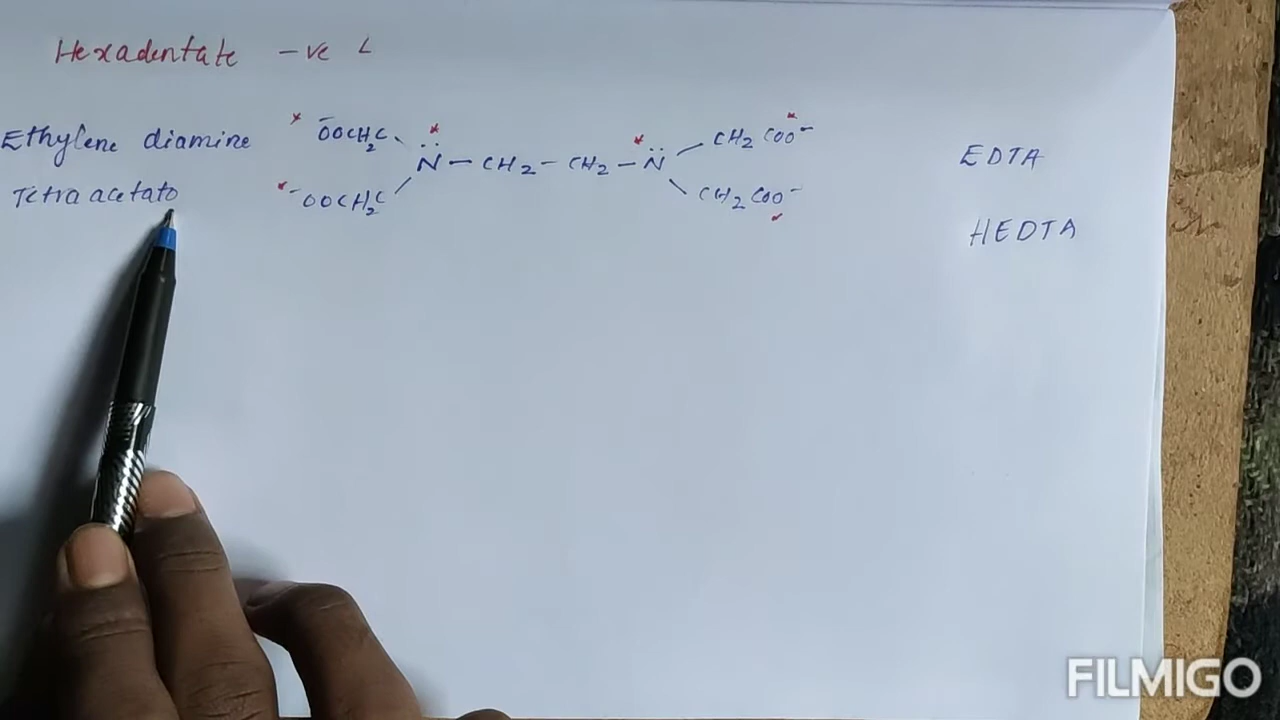 Hexadentate -ve L
Ethylene diamine
Tetra acetato
⁻OOCH₂C
⁻OOCH₂C
N̈ — CH₂ — CH₂ — N̈
CH₂COO⁻
CH₂COO⁻
EDTA
HEDTA
FILMIGO